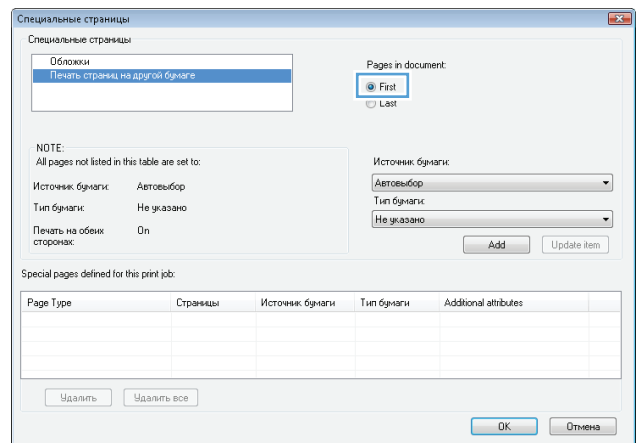 Специальные страницы
Специальные страницы
Обложки
Печать страниц на другой бумаге
Pages in document:
First
Last
NOTE:
All pages not listed in this table are set to:
Источник бумаги: Автовыбор
Тип бумаги: Не указано
Печать на обеих сторонах: On
Источник бумаги:
Автовыбор
Тип бумаги:
Не указано
Add Update item
Special pages defined for this print job:
Page Type Страницы Источник бумаги Тип бумаги Additional attributes
Удалить Удалить все
OK Отмена